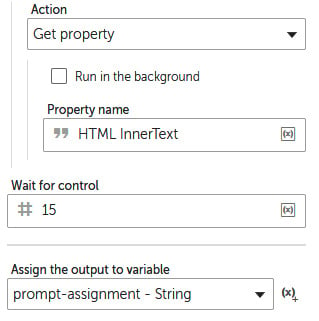 Action
Get property
Run in the background
Property name
HTML InnerText
(x)
Wait for control
# 15
(x)
Assign the output to variable
prompt-assignment - String
(x)+